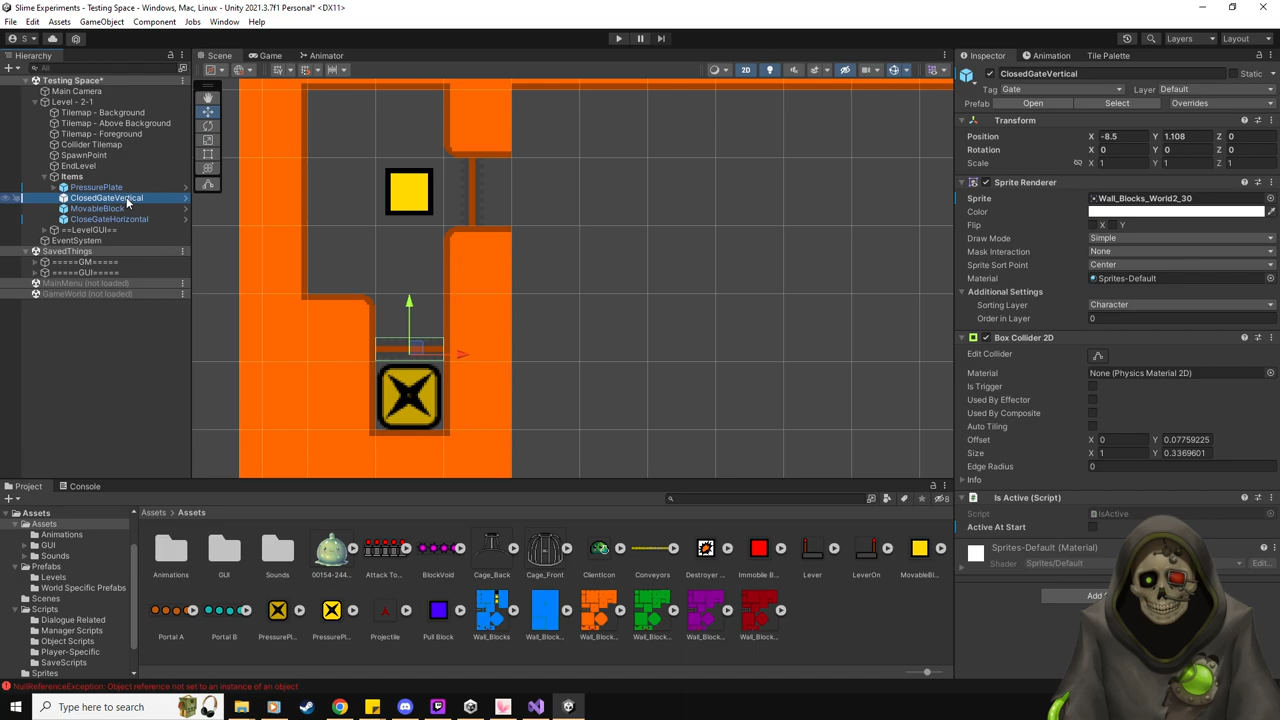 Slime Experiments - Testing Space - Windows, Mac, Linux - Unity 2021.3.7f1 Personal* <DX11>
File Edit Assets GameObject Component Jobs Window Help
S
Layers Layout
Hierarchy
All
Testing Space*
Main Camera
Level - 2-1
Tilemap - Background
Tilemap - Above Background
Tilemap - Foreground
Collider Tilemap
SpawnPoint
EndLevel
Items
PressurePlate
ClosedGateVertical
MovableBlock
CloseGateHorizontal
==LevelGUI==
EventSystem
SavedThings
=====GM=====
=====GUI=====
MainMenu (not loaded)
GameWorld (not loaded)
Scene Game Animator
2D
Inspector Animation Tile Palette
ClosedGateVertical Static
Tag Gate Layer Default
Prefab Open Select Overrides
Transform
Position X -8.5 Y 1.108 Z 0
Rotation X 0 Y 0 Z 0
Scale X 1 Y 1 Z 1
Sprite Renderer
Sprite Wall_Blocks_World2_30
Color
Flip X Y
Draw Mode Simple
Mask Interaction None
Sprite Sort Point Center
Material Sprites-Default
Additional Settings
Sorting Layer Character
Order in Layer 0
Box Collider 2D
Edit Collider
Material None (Physics Material 2D)
Is Trigger
Used By Effector
Used By Composite
Auto Tiling
Offset X 0 Y 0.07759225
Size X 1 Y 0.3369601
Edge Radius 0
Info
Is Active (Script)
Script IsActive
Active At Start
Sprites-Default (Material)
Shader Sprites/Default Edit...
Project Console
8
Assets
Assets
Animations
GUI
Sounds
Prefabs
Levels
World Specific Prefabs
Scenes
Scripts
Dialogue Related
Manager Scripts
Object Scripts
Player-Specific
SaveScripts
Sprites
Assets > Assets
Animations GUI Sounds 00154-244... Attack To... BlockVoid Cage_Back Cage_Front ClientIcon Conveyors Destroyer ... Immobile B... Lever LeverOn MovableBl...
Portal A Portal B PressurePl... PressurePl... Projectile Pull Block Wall_Blocks Wall_Bloc... Wall_Block... Wall_Block... Wall_Block... Wall_Block...
NullReferenceException: Object reference not set to an instance of an object
Type here to search